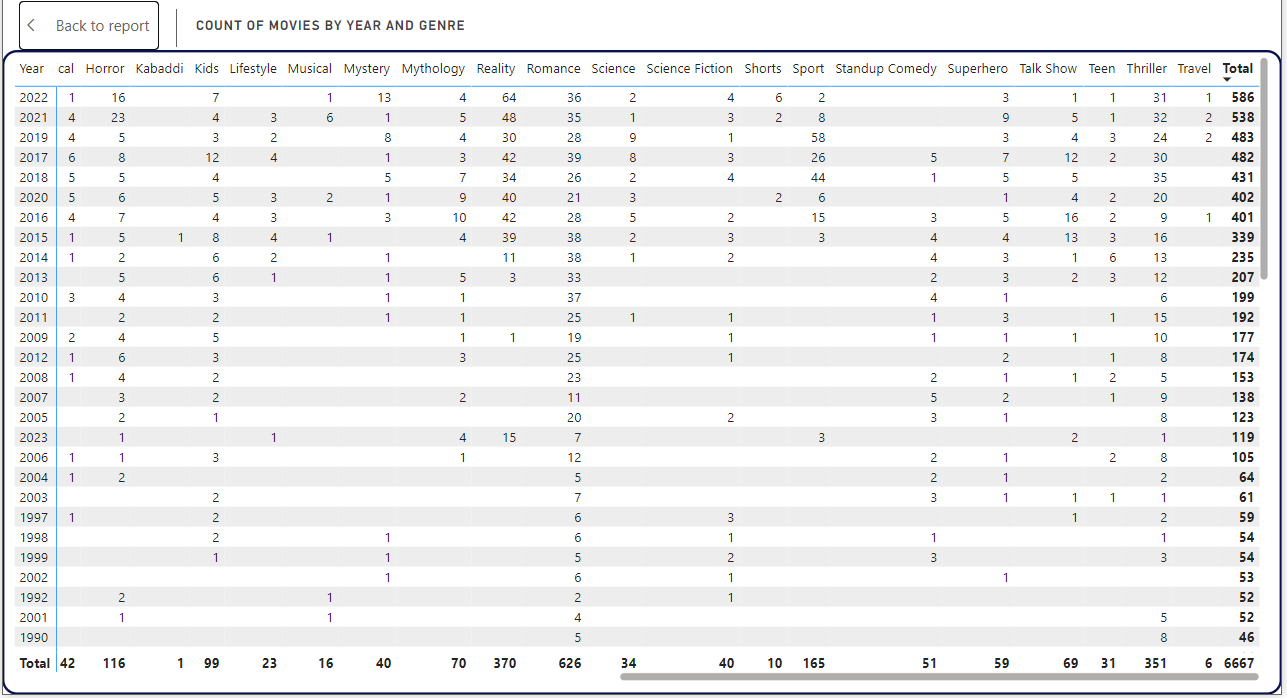 Back to report COUNT OF MOVIES BY YEAR AND GENRE
Year cal Horror Kabaddi Kids Lifestyle Musical Mystery Mythology Reality Romance Science Science Fiction Shorts Sport Standup Comedy Superhero Talk Show Teen Thriller Travel Total
2022 1 16 7 1 13 4 64 36 2 4 6 2 3 1 1 31 1 586
2021 4 23 4 3 6 1 5 48 35 1 3 2 8 9 5 1 32 2 538
2019 4 5 3 2 8 4 30 28 9 1 58 3 4 3 24 2 483
2017 6 8 12 4 1 3 42 39 8 3 26 5 7 12 2 30 482
2018 5 5 4 5 7 34 26 2 4 44 1 5 5 35 431
2020 5 6 5 3 2 1 9 40 21 3 2 6 1 4 2 20 402
2016 4 7 4 3 3 10 42 28 5 2 15 3 5 16 2 9 1 401
2015 1 5 1 8 4 1 4 39 38 2 3 3 4 4 13 3 16 339
2014 1 2 6 2 1 11 38 1 2 4 3 1 6 13 235
2013 5 6 1 1 5 3 33 2 3 2 3 12 207
2010 3 4 3 1 1 37 4 1 6 199
2011 2 2 1 1 25 1 1 1 3 1 15 192
2009 2 4 5 1 1 19 1 1 1 1 10 177
2012 1 6 3 3 25 1 2 1 8 174
2008 1 4 2 23 2 1 1 2 5 153
2007 3 2 2 11 5 2 1 9 138
2005 2 1 20 2 3 1 8 123
2023 1 1 4 15 7 3 2 1 119
2006 1 1 3 1 12 2 1 2 8 105
2004 1 2 5 2 1 2 64
2003 2 7 3 1 1 1 1 61
1997 1 2 6 3 1 2 59
1998 2 1 6 1 1 1 54
1999 1 1 5 2 3 3 54
2002 1 6 1 1 53
1992 2 1 2 1 52
2001 1 1 4 5 52
1990 5 8 46
Total 42 116 1 99 23 16 40 70 370 626 34 40 10 165 51 59 69 31 351 6 6667